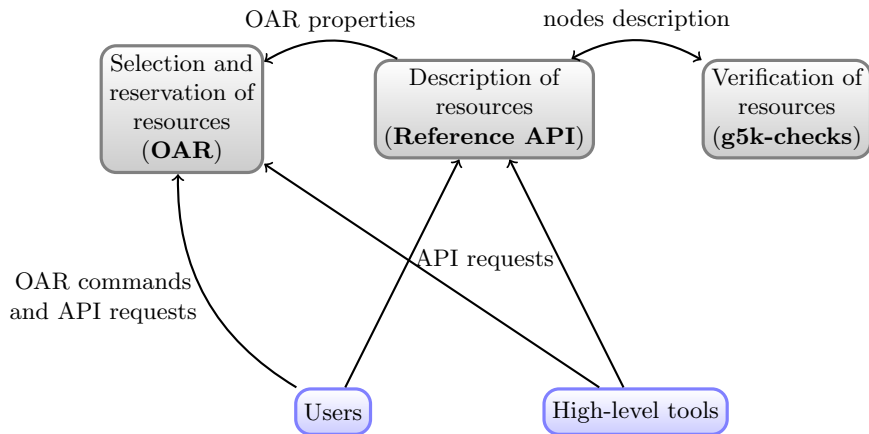 OAR properties
nodes description
Selection and
reservation of
resources
(OAR)
Description of
resources
(Reference API)
Verification of
resources
(g5k-checks)
API requests
OAR commands
and API requests
Users
High-level tools